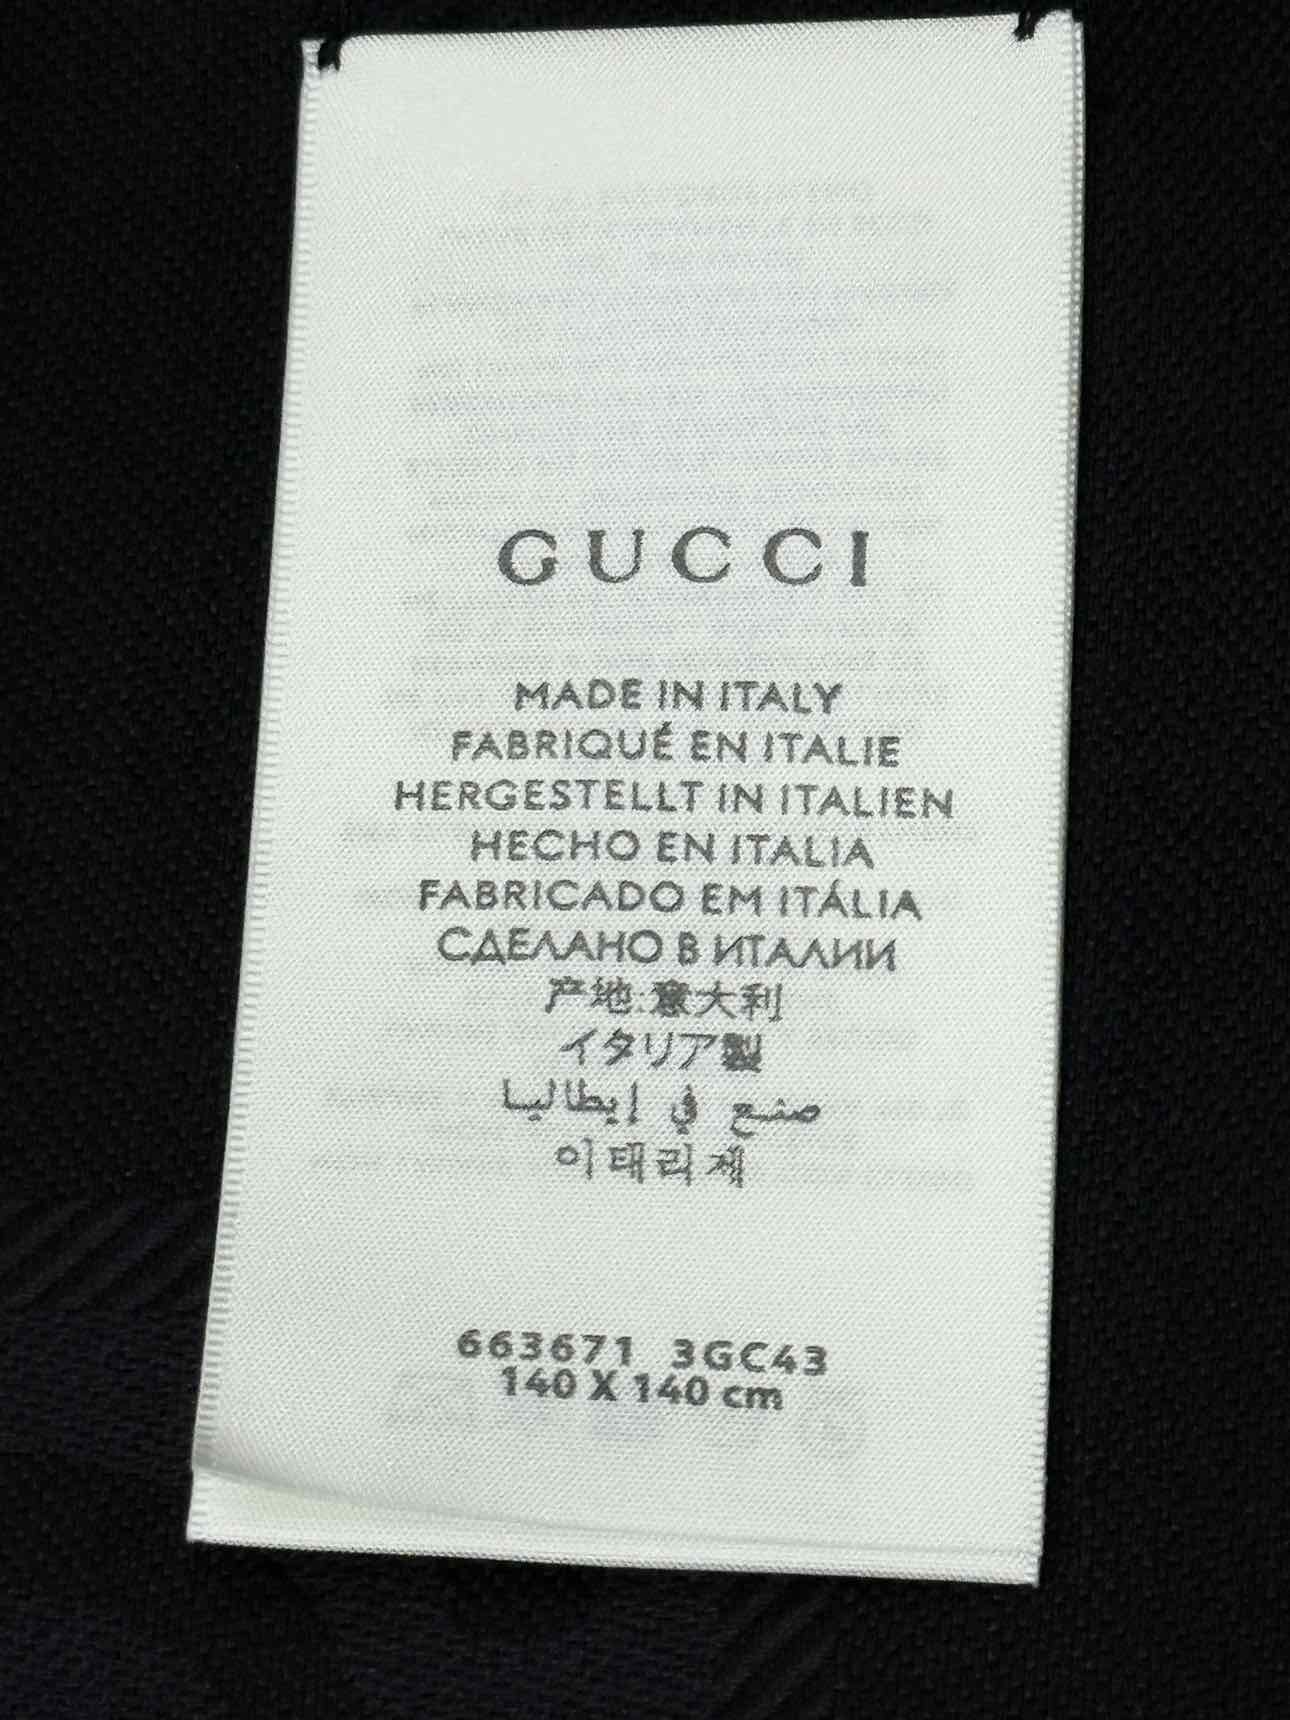 GUCCI
MADE IN ITALY
FABRIQUÉ EN ITALIE
HERGESTELLT IN ITALIEN
HECHO EN ITALIA
FABRICADO EM ITÁLIA
СДЕЛАНО В ИТАЛИИ
产地:意大利
イタリア製
صنع في إيطاليا
이태리제
663671 3GC43
140 X 140 cm